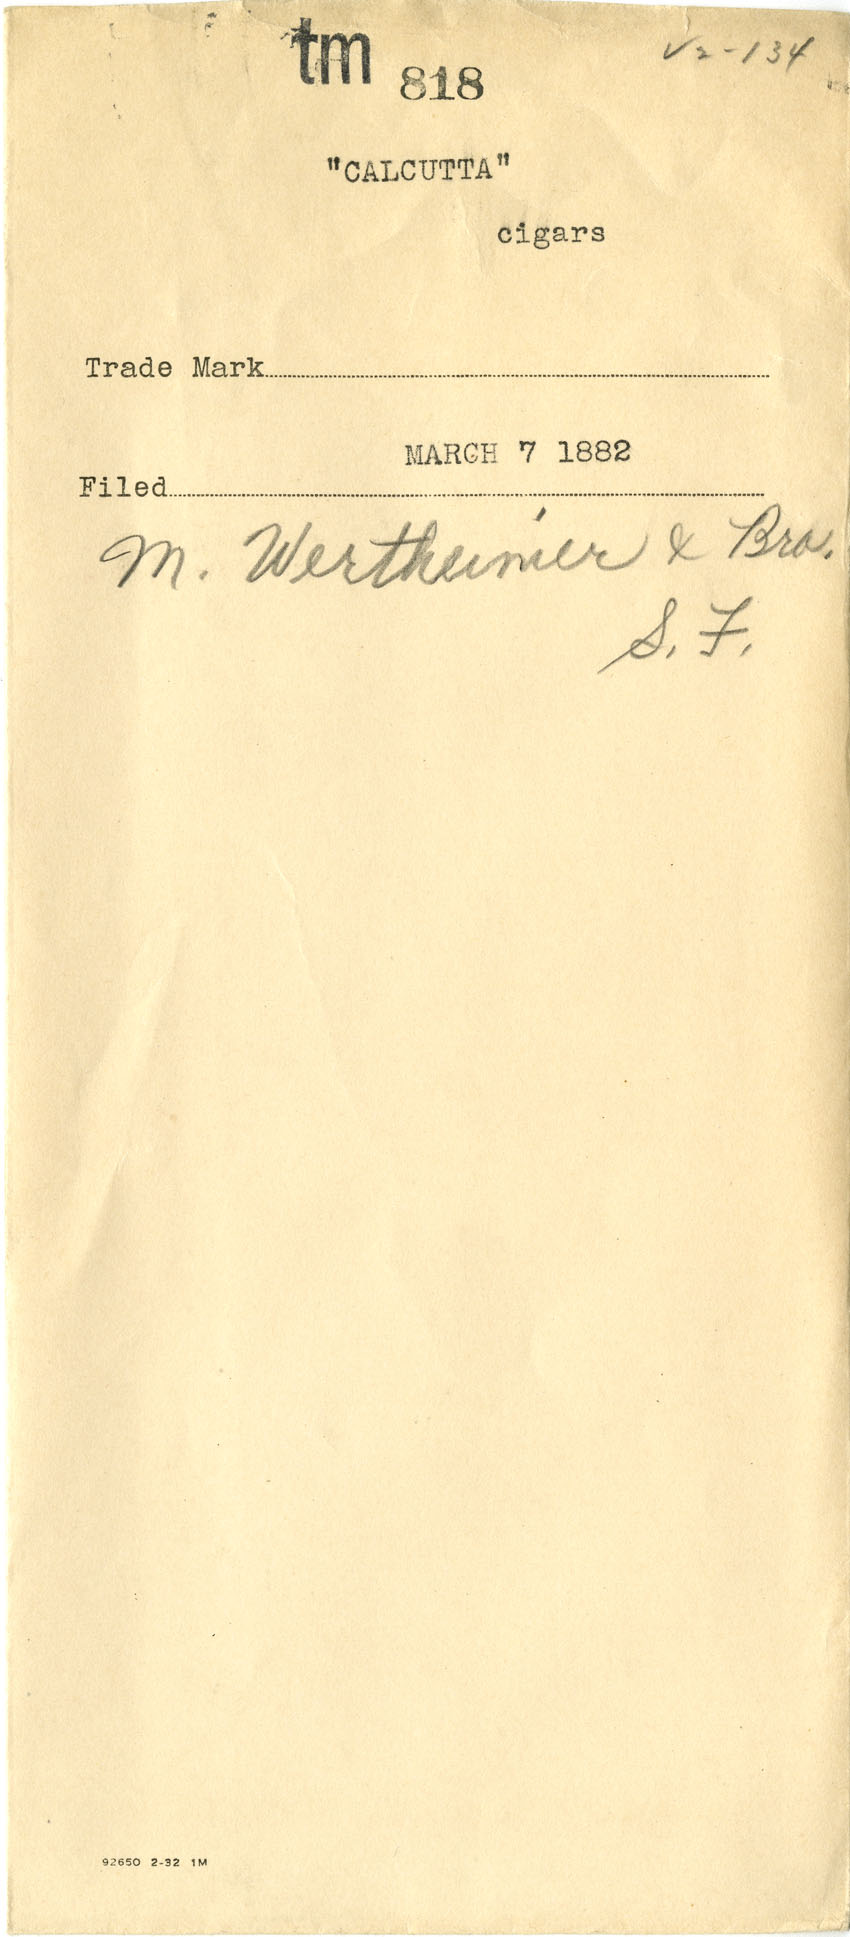 tm 818
V2-134
"CALCUTTA"
cigars
Trade Mark
MARCH 7 1882
Filed
M. Wertheimer & Bro.
S. F.
92650 2-32 1M